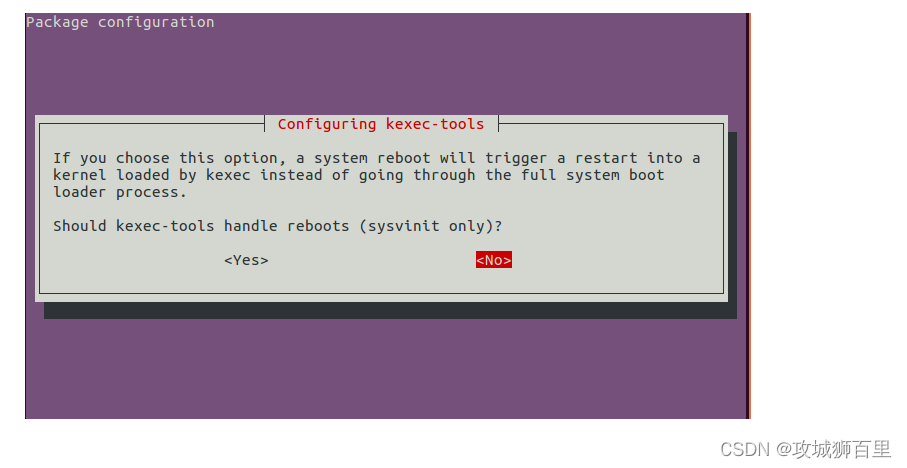 Package configuration
Configuring kexec-tools
If you choose this option, a system reboot will trigger a restart into a
kernel loaded by kexec instead of going through the full system boot
loader process.
Should kexec-tools handle reboots (sysvinit only)?
<Yes> <No>
CSDN @攻城狮百里